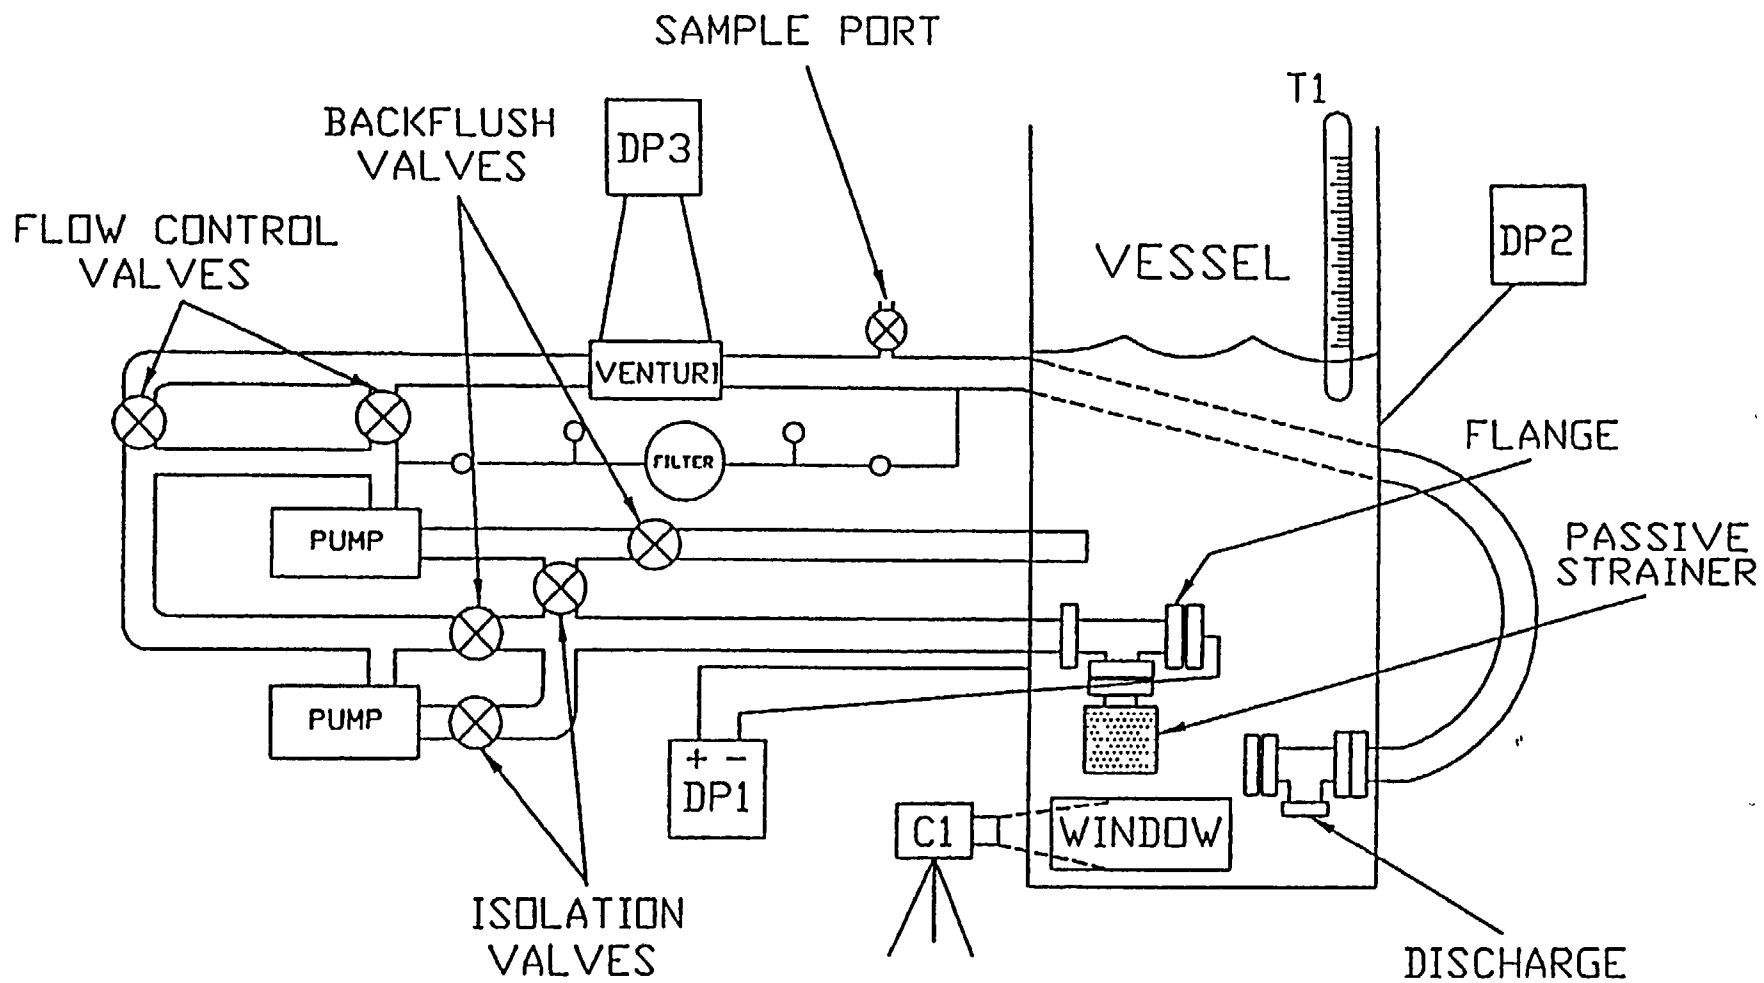 SAMPLE PORT
T1
BACKFLUSH
VALVES
DP3
FLOW CONTROL
VALVES
VESSEL
DP2
VENTURI
FLANGE
FILTER
PUMP
PASSIVE
STRAINER
PUMP
+ -
DP1
C1
WINDOW
ISOLATION
VALVES
DISCHARGE